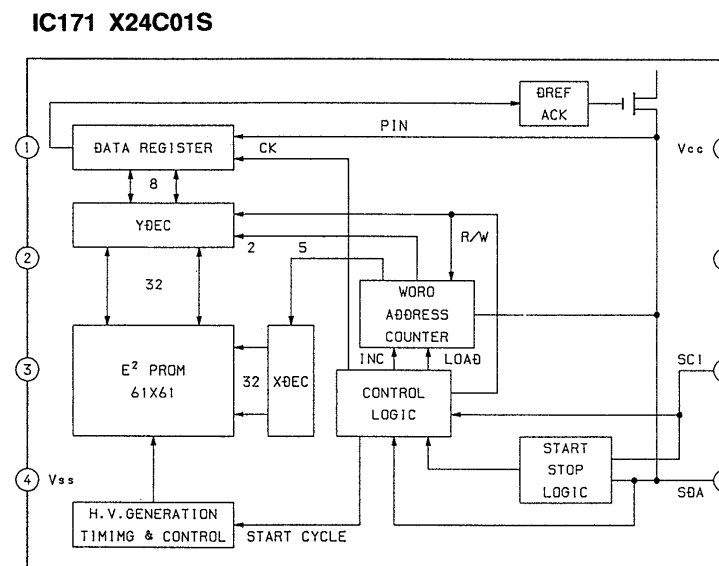 IC171 X24C01S
DREF
ACK
PIN
1
DATA REGISTER
CK
Vcc
8
YDEC
R/W
2
5
2
32
WORD
ADDRESS
COUNTER
INC
LOAD
SC1
3
E² PROM
61X61
32
XDEC
CONTROL
LOGIC
START
STOP
LOGIC
4
Vss
SDA
H.V.GENERATION
TIMIMG & CONTROL
START CYCLE